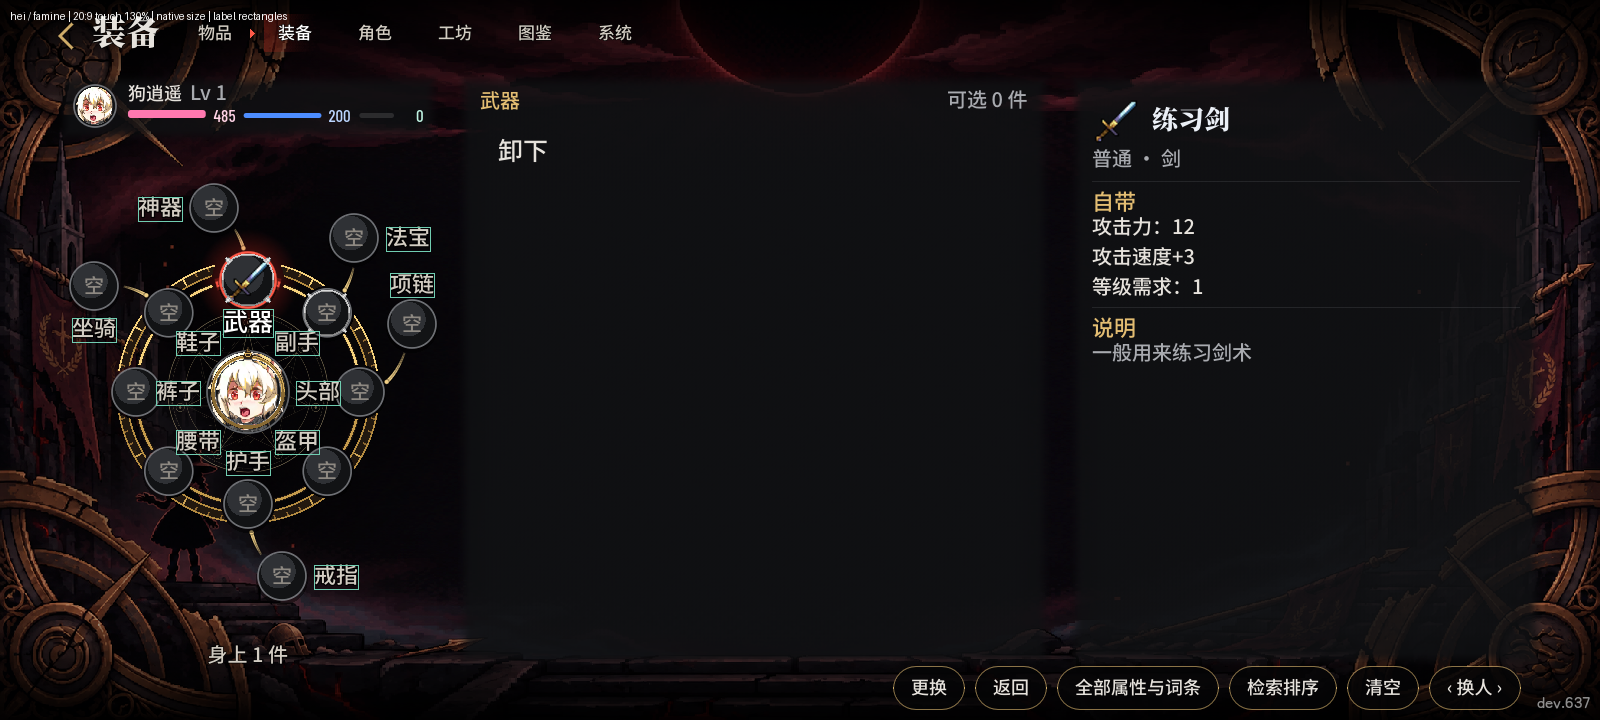 hei / famine | 20:9 touch 130% | native size | label rectangles
装备
物品 装备 角色 工坊 图鉴 系统
狗逍遥 Lv 1
485 200 0
神器 空
空 法宝
项链
空
空
坐骑
空
空
武器
鞋子
副手
空 裤子
头部 空
腰带
盔甲
护手
空
空
空
空 戒指
身上 1 件
武器 可选 0 件
卸下
练习剑
普通 · 剑
自带
攻击力：12
攻击速度+3
等级需求：1
说明
一般用来练习剑术
更换 返回 全部属性与词条 检索排序 清空 ‹ 换人 ›
dev.637